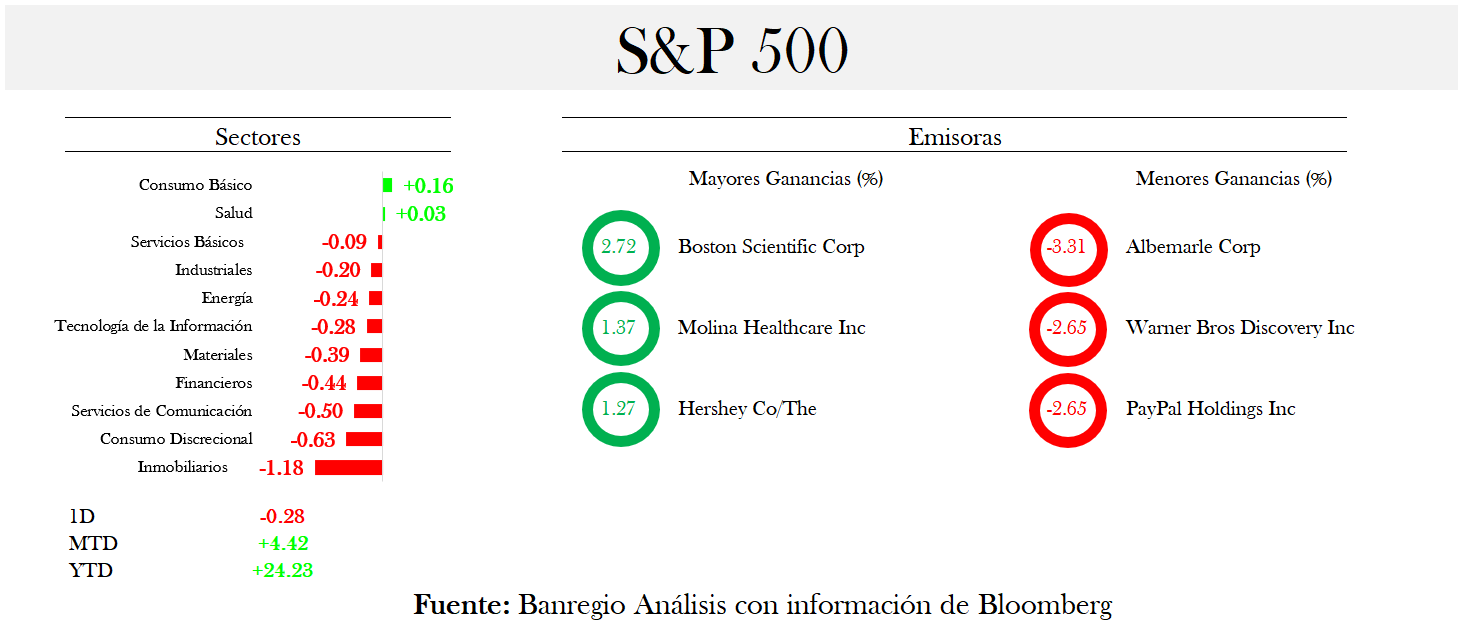 S&P 500
Sectores
Consumo Básico +0.16
Salud +0.03
Servicios Básicos -0.09
Industriales -0.20
Energía -0.24
Tecnología de la Información -0.28
Materiales -0.39
Financieros -0.44
Servicios de Comunicación -0.50
Consumo Discrecional -0.63
Inmobiliarios -1.18
1D -0.28
MTD +4.42
YTD +24.23
Emisoras
Mayores Ganancias (%)
2.72 Boston Scientific Corp
1.37 Molina Healthcare Inc
1.27 Hershey Co/The
Menores Ganancias (%)
-3.31 Albemarle Corp
-2.65 Warner Bros Discovery Inc
-2.65 PayPal Holdings Inc
Fuente: Banregio Análisis con información de Bloomberg